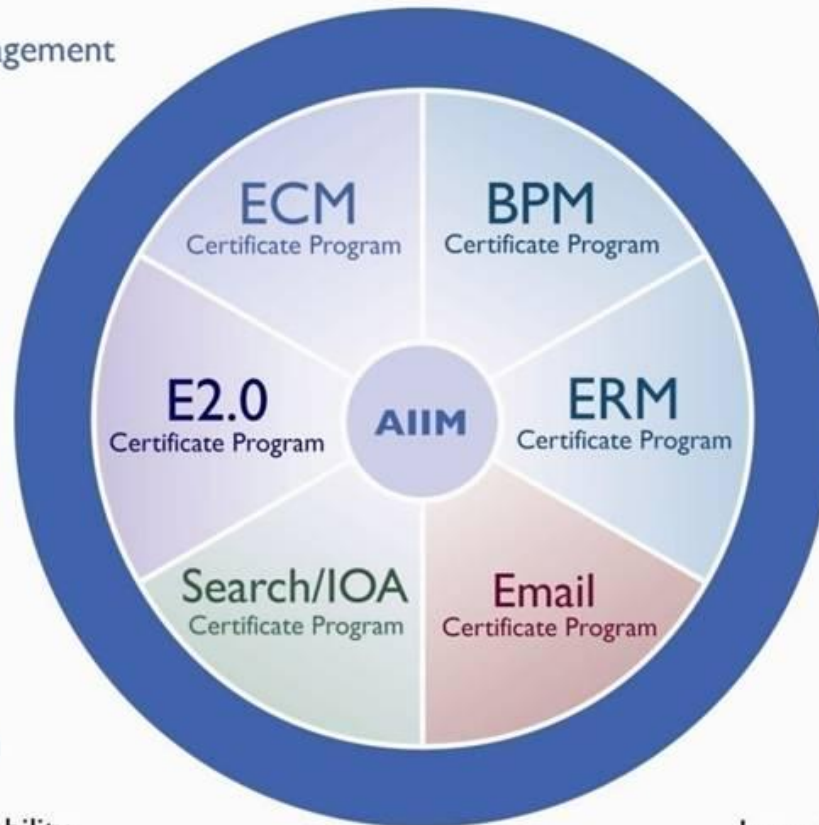 ECM
Certificate Program
BPM
Certificate Program
E2.0
Certificate Program
AIIM
ERM
Certificate Program
Search/IOA
Certificate Program
Email
Certificate Program